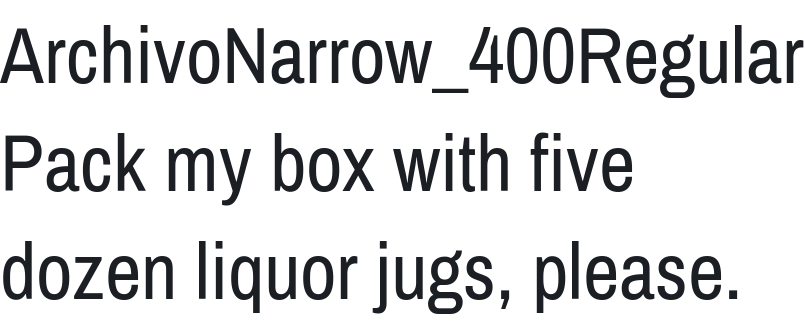 ArchivoNarrow_400Regular
Pack my box with five
dozen liquor jugs, please.